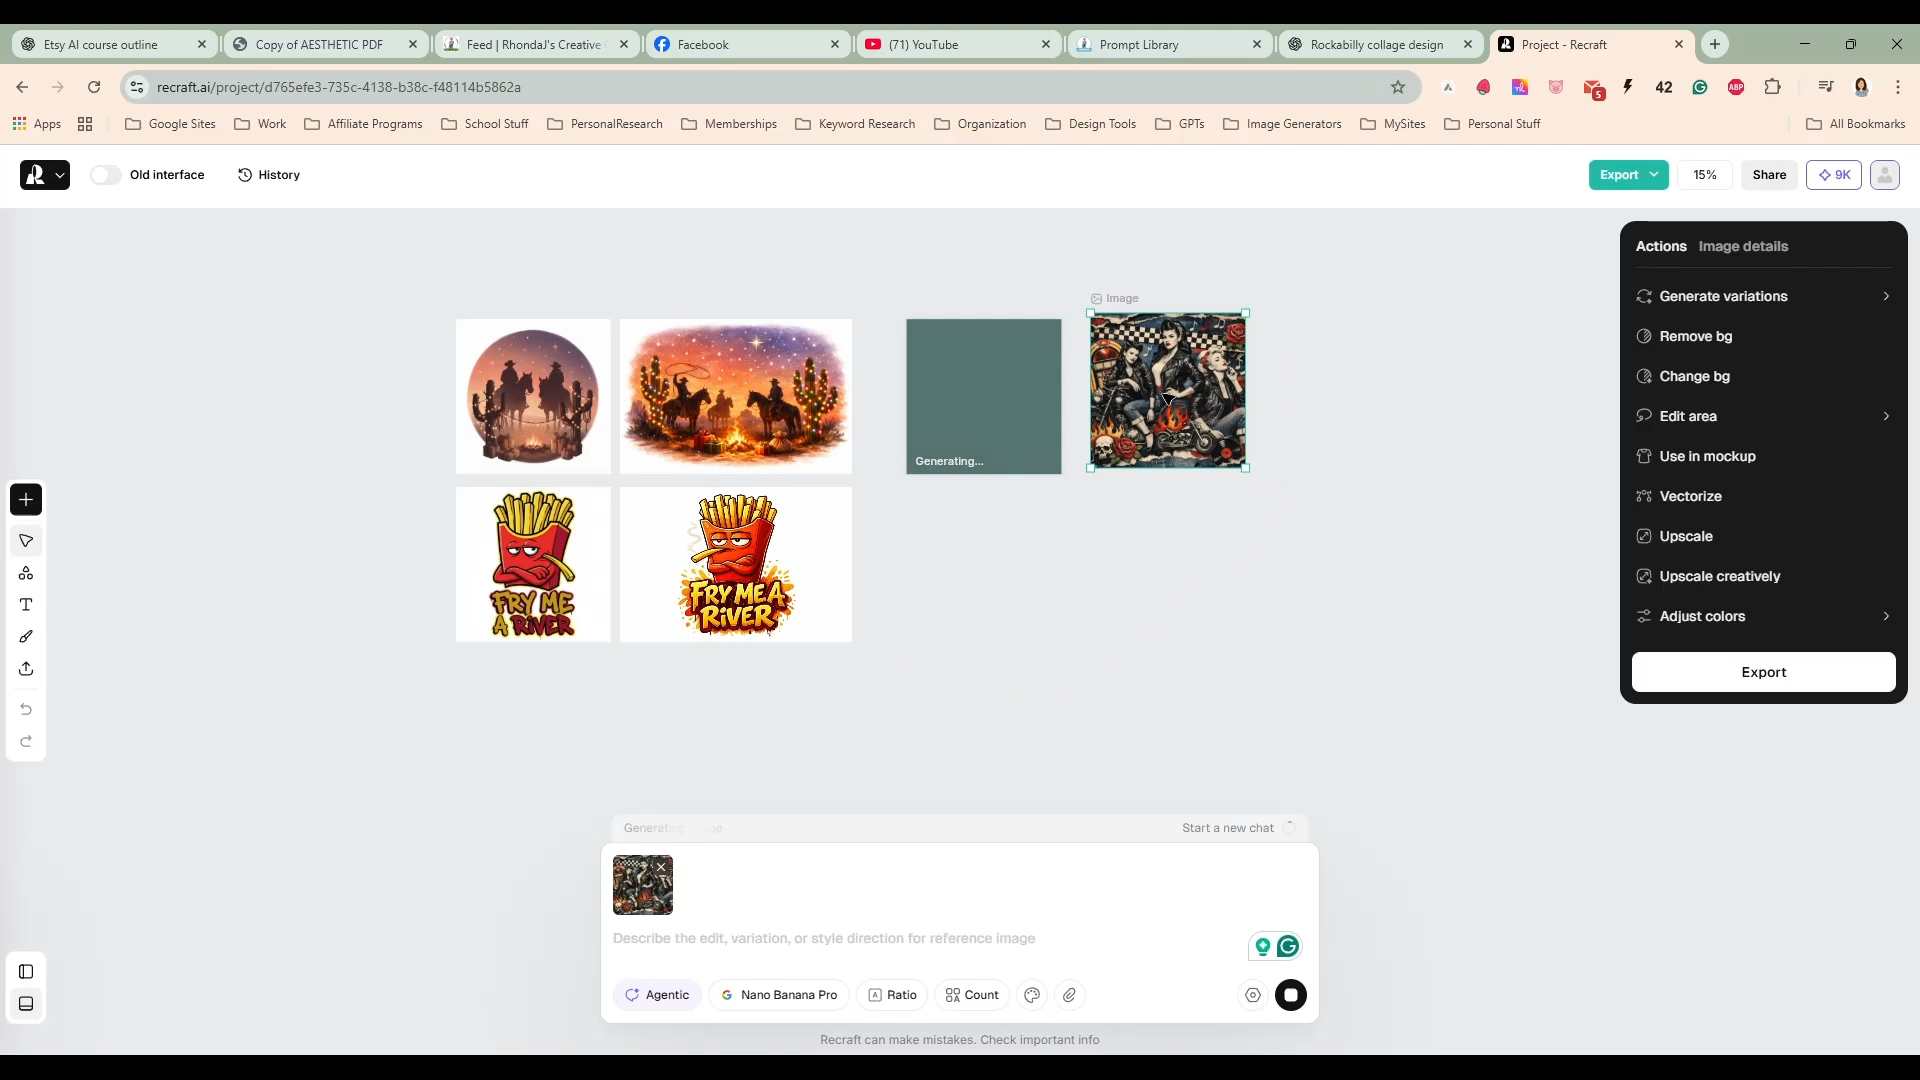 Etsy AI course outline
Copy of AESTHETIC PDF
Feed | RhondaJ's Creative
Facebook
(71) YouTube
Prompt Library
Rockabilly collage design
Project - Recraft
recraft.ai/project/d765efe3-735c-4138-b38c-f48114b5862a
5
42
ABP
Apps
Google Sites
Work
Affiliate Programs
School Stuff
PersonalResearch
Memberships
Keyword Research
Organization
Design Tools
GPTs
Image Generators
MySites
Personal Stuff
All Bookmarks
Old interface
History
Export
15%
Share
9K
Actions
Image details
Image
Generate variations
Remove bg
Change bg
Edit area
Use in mockup
Vectorize
Upscale
Upscale creatively
Adjust colors
Export
Generating...
FRY ME
A RIVER
FRY ME A
RIVER
Start a new chat
Describe the edit, variation, or style direction for reference image
Agentic
Nano Banana Pro
Ratio
Count
Recraft can make mistakes. Check important info